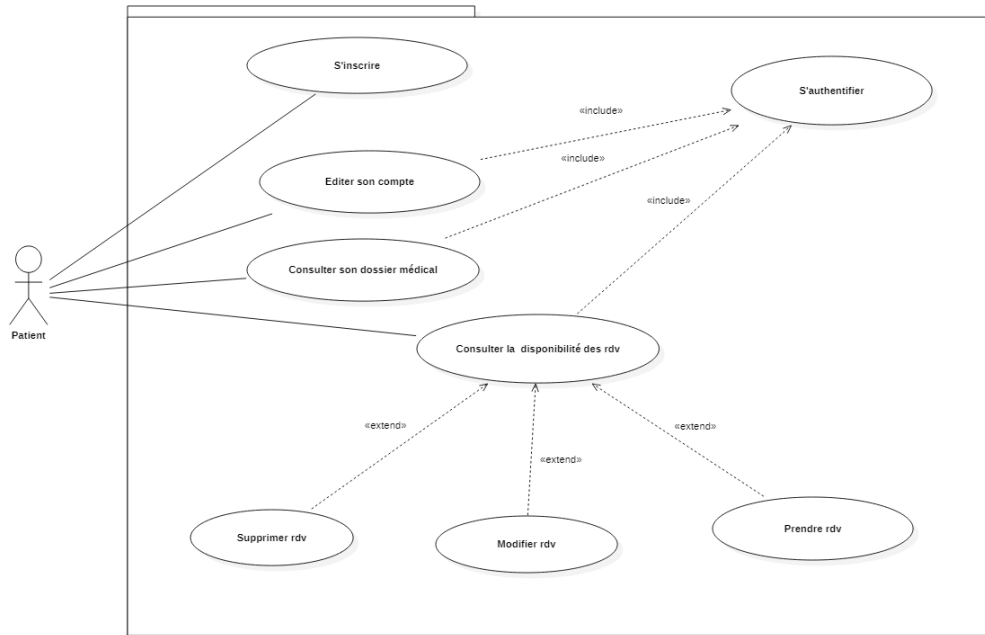 S'inscrire
S'authentifier
«include»
«include»
Editer son compte
«include»
Consulter son dossier médical
Patient
Consulter la disponibilité des rdv
«extend»
«extend»
«extend»
Supprimer rdv
Modifier rdv
Prendre rdv